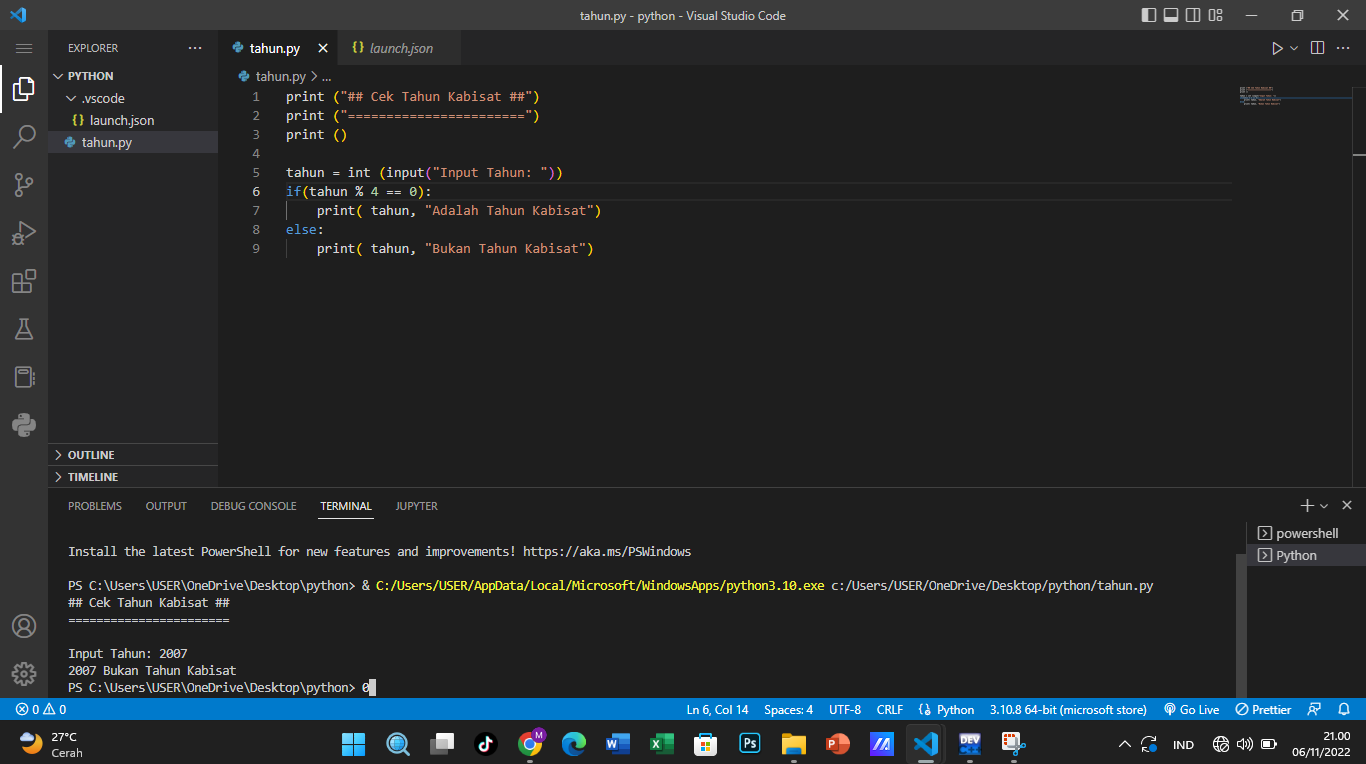 tahun.py - python - Visual Studio Code
EXPLORER
PYTHON
.vscode
launch.json
tahun.py
OUTLINE
TIMELINE
tahun.py
launch.json
tahun.py > ...
1 print ("## Cek Tahun Kabisat ##")
2 print ("=======================")
3 print ()
4
5 tahun = int (input("Input Tahun: "))
6 if(tahun % 4 == 0):
7 print( tahun, "Adalah Tahun Kabisat")
8 else:
9 print( tahun, "Bukan Tahun Kabisat")
PROBLEMS OUTPUT DEBUG CONSOLE TERMINAL JUPYTER
powershell
Python
Install the latest PowerShell for new features and improvements! https://aka.ms/PSWindows
PS C:\Users\USER\OneDrive\Desktop\python> & C:/Users/USER/AppData/Local/Microsoft/WindowsApps/python3.10.exe c:/Users/USER/OneDrive/Desktop/python/tahun.py
## Cek Tahun Kabisat ##
=======================
Input Tahun: 2007
2007 Bukan Tahun Kabisat
PS C:\Users\USER\OneDrive\Desktop\python> 0
0 0 Ln 6, Col 14 Spaces: 4 UTF-8 CRLF Python 3.10.8 64-bit (microsoft store) Go Live Prettier
27°C
Cerah
M
Ps
DEV
IND
21.00
06/11/2022